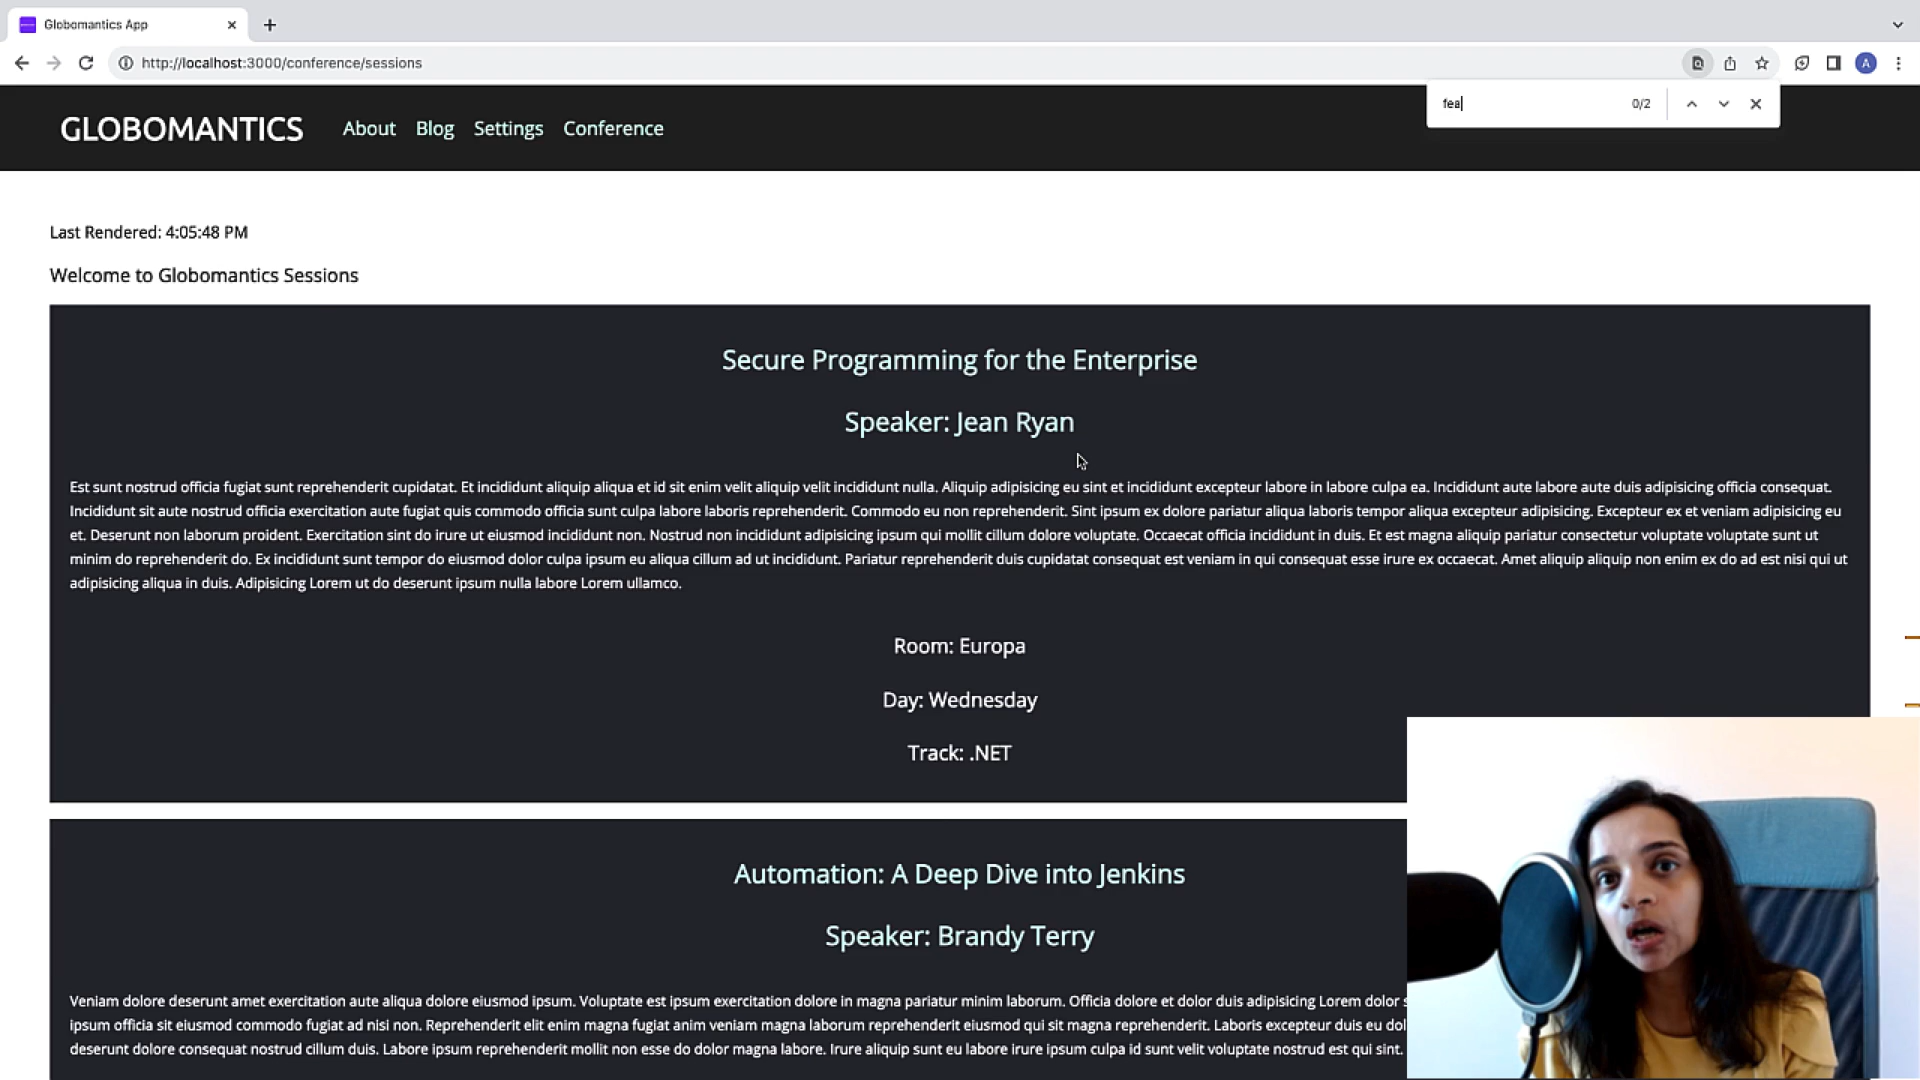 Globomantics App
http://localhost:3000/conference/sessions
A
fea
0/2
GLOBOMANTICS
About Blog Settings Conference
Last Rendered: 4:05:48 PM
Welcome to Globomantics Sessions
Secure Programming for the Enterprise
Speaker: Jean Ryan
Est sunt nostrud officia fugiat sunt reprehenderit cupidatat. Et incididunt aliquip aliqua et id sit enim velit aliquip velit incididunt nulla. Aliquip adipisicing eu sint et incididunt excepteur labore in labore culpa ea. Incididunt aute labore aute duis adipisicing officia consequat.
Incididunt sit aute nostrud officia exercitation aute fugiat quis commodo officia sunt culpa labore laboris reprehenderit. Commodo eu non reprehenderit. Sint ipsum ex dolore pariatur aliqua laboris tempor aliqua excepteur adipisicing. Excepteur ex et veniam adipisicing eu
et. Deserunt non laborum proident. Exercitation sint do irure ut eiusmod incididunt non. Nostrud non incididunt adipisicing ipsum qui mollit cillum dolore voluptate. Occaecat officia incididunt in duis. Et est magna aliquip pariatur consectetur voluptate voluptate sunt ut
minim do reprehenderit do. Ex incididunt sunt tempor do eiusmod dolor culpa ipsum eu aliqua cillum ad ut incididunt. Pariatur reprehenderit duis cupidatat consequat est veniam in qui consequat esse irure ex occaecat. Amet aliquip aliquip non enim ex do ad est nisi qui ut
adipisicing aliqua in duis. Adipisicing Lorem ut do deserunt ipsum nulla labore Lorem ullamco.
Room: Europa
Day: Wednesday
Track: .NET
Automation: A Deep Dive into Jenkins
Speaker: Brandy Terry
Veniam dolore deserunt amet exercitation aute aliqua dolore eiusmod ipsum. Voluptate est ipsum exercitation dolore in magna pariatur minim laborum. Officia dolore et dolor duis adipisicing Lorem dolor s
ipsum officia sit eiusmod commodo fugiat ad nisi non. Reprehenderit elit enim magna fugiat anim veniam magna laborum reprehenderit eiusmod qui sit magna reprehenderit. Laboris excepteur duis eu dol
deserunt dolore consequat nostrud cillum duis. Labore ipsum reprehenderit mollit non esse do dolor magna labore. Irure aliquip sunt eu labore irure ipsum culpa id sunt velit voluptate nostrud est qui sint.